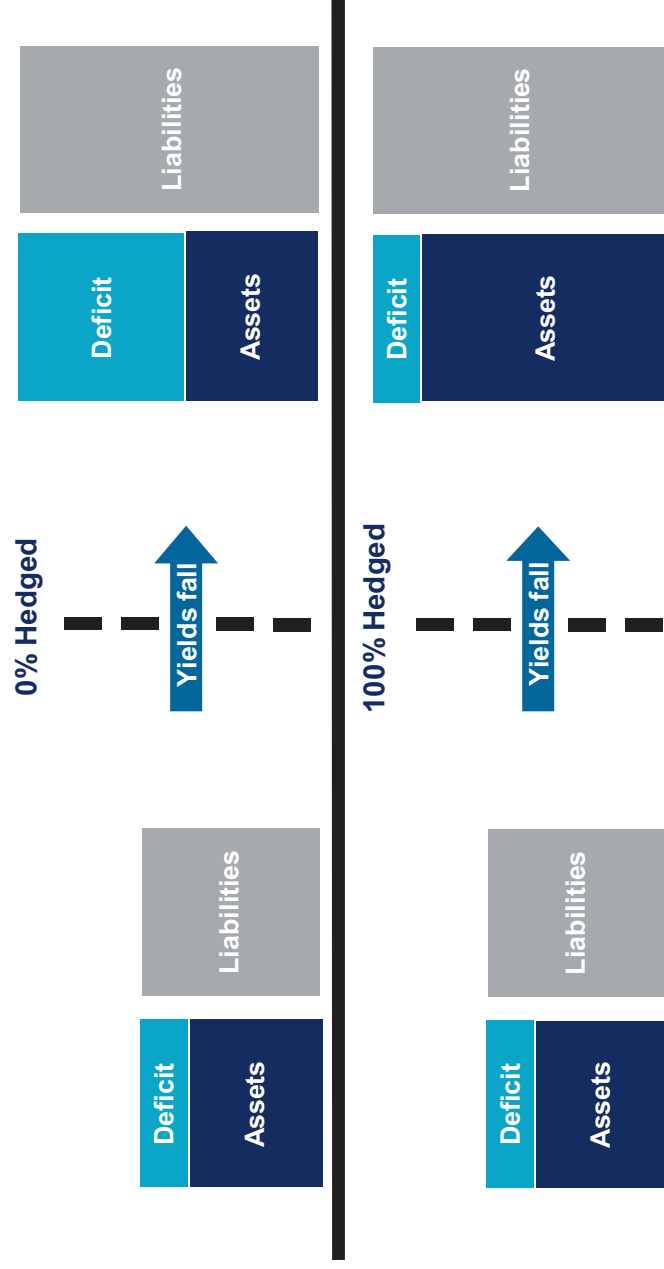 0% Hedged
Deficit
Assets
Liabilities
Yields fall
Deficit
Assets
Liabilities
100% Hedged
Deficit
Assets
Liabilities
Yields fall
Deficit
Assets
Liabilities